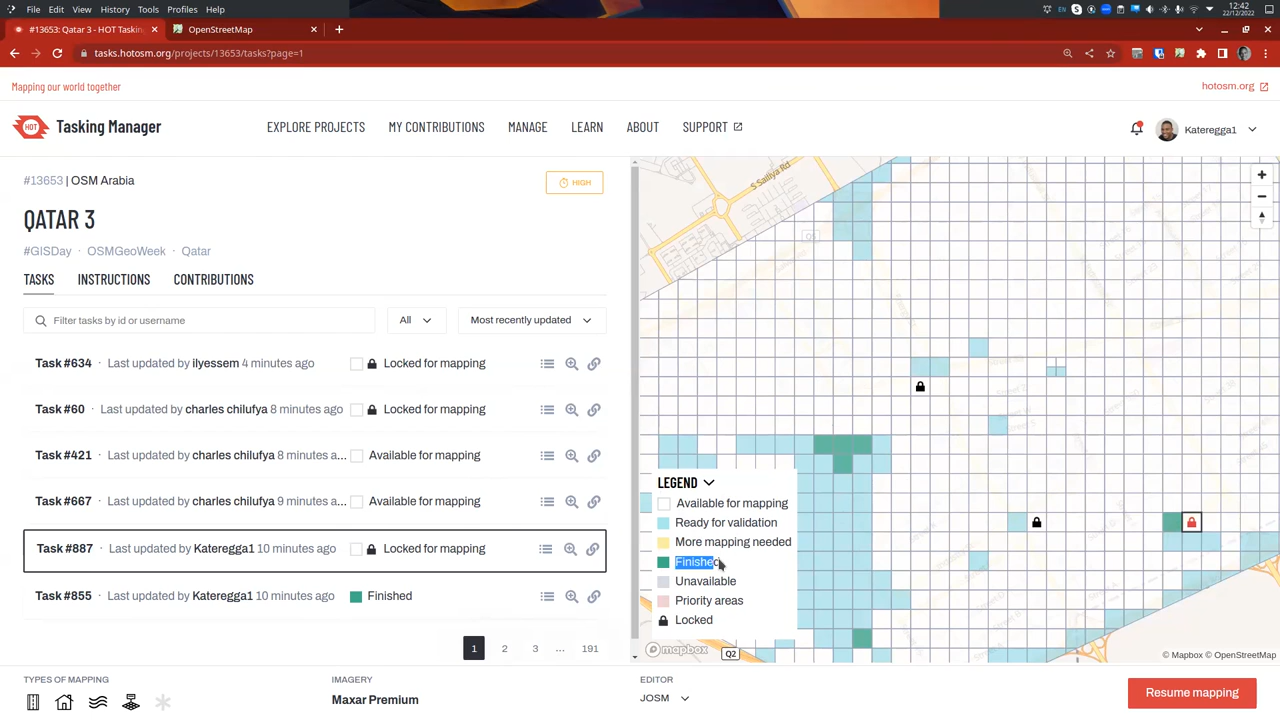 File Edit View History Tools Profiles Help
EN
12:42
22/12/2022
#13653: Qatar 3 - HOT Taskin
OpenStreetMap
tasks.hotosm.org/projects/13653/tasks?page=1
Mapping our world together
hotosm.org
HOT
Tasking Manager
EXPLORE PROJECTS
MY CONTRIBUTIONS
MANAGE
LEARN
ABOUT
SUPPORT
Kateregga1
#13653 | OSM Arabia
HIGH
QATAR 3
#GISDay · OSMGeoWeek · Qatar
TASKS
INSTRUCTIONS
CONTRIBUTIONS
Filter tasks by id or username
All
Most recently updated
Task #634 · Last updated by ilyessem 4 minutes ago Locked for mapping
Task #60 · Last updated by charles chilufya 8 minutes ago Locked for mapping
Task #421 · Last updated by charles chilufya 8 minutes a... Available for mapping
Task #667 · Last updated by charles chilufya 9 minutes a... Available for mapping
Task #887 · Last updated by Kateregga1 10 minutes ago Locked for mapping
Task #855 · Last updated by Kateregga1 10 minutes ago Finished
1 2 3 ... 191
S Saliya Rd
LEGEND
Available for mapping
Ready for validation
More mapping needed
Finished
Unavailable
Priority areas
Locked
mapbox
Q2
© Mapbox © OpenStreetMap
TYPES OF MAPPING
IMAGERY
Maxar Premium
EDITOR
JOSM
Resume mapping